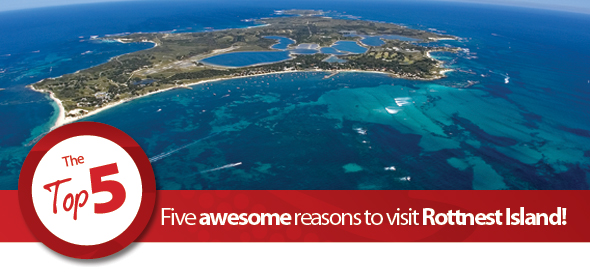 The
Top 5
Five awesome reasons to visit Rottnest Island!